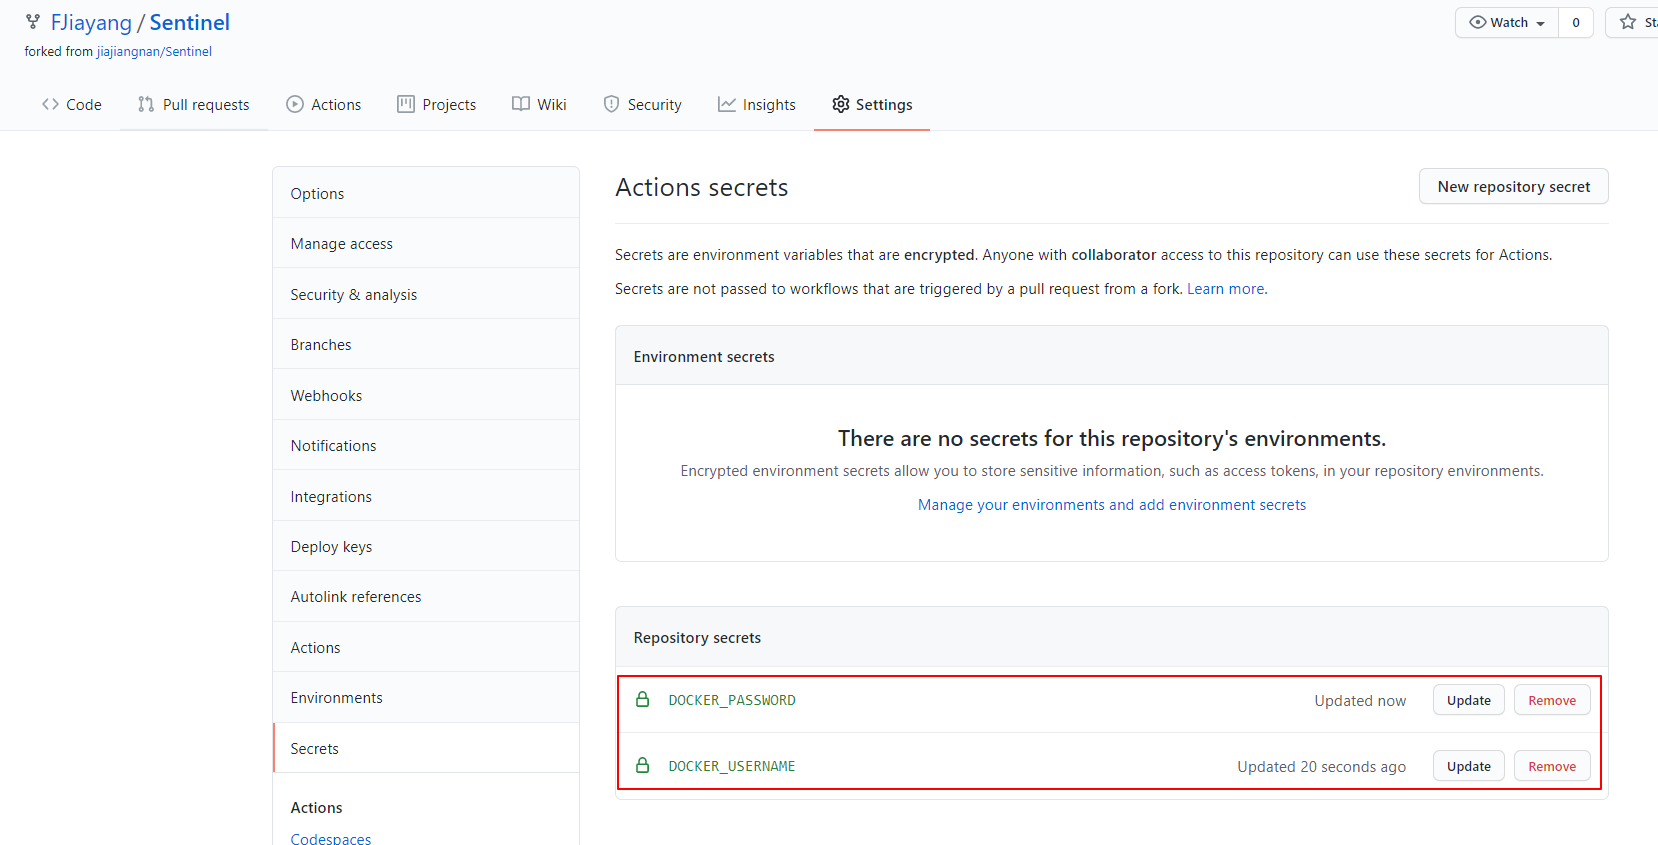 FJiayang / Sentinel
Watch 0
forked from jiajiangnan/Sentinel
Code Pull requests Actions Projects Wiki Security Insights Settings
Options
Manage access
Security & analysis
Branches
Webhooks
Notifications
Integrations
Deploy keys
Autolink references
Actions
Environments
Secrets
Actions
Codespaces
Actions secrets
New repository secret
Secrets are environment variables that are encrypted. Anyone with collaborator access to this repository can use these secrets for Actions.
Secrets are not passed to workflows that are triggered by a pull request from a fork. Learn more.
Environment secrets
There are no secrets for this repository's environments.
Encrypted environment secrets allow you to store sensitive information, such as access tokens, in your repository environments.
Manage your environments and add environment secrets
Repository secrets
DOCKER_PASSWORD Updated now Update Remove
DOCKER_USERNAME Updated 20 seconds ago Update Remove